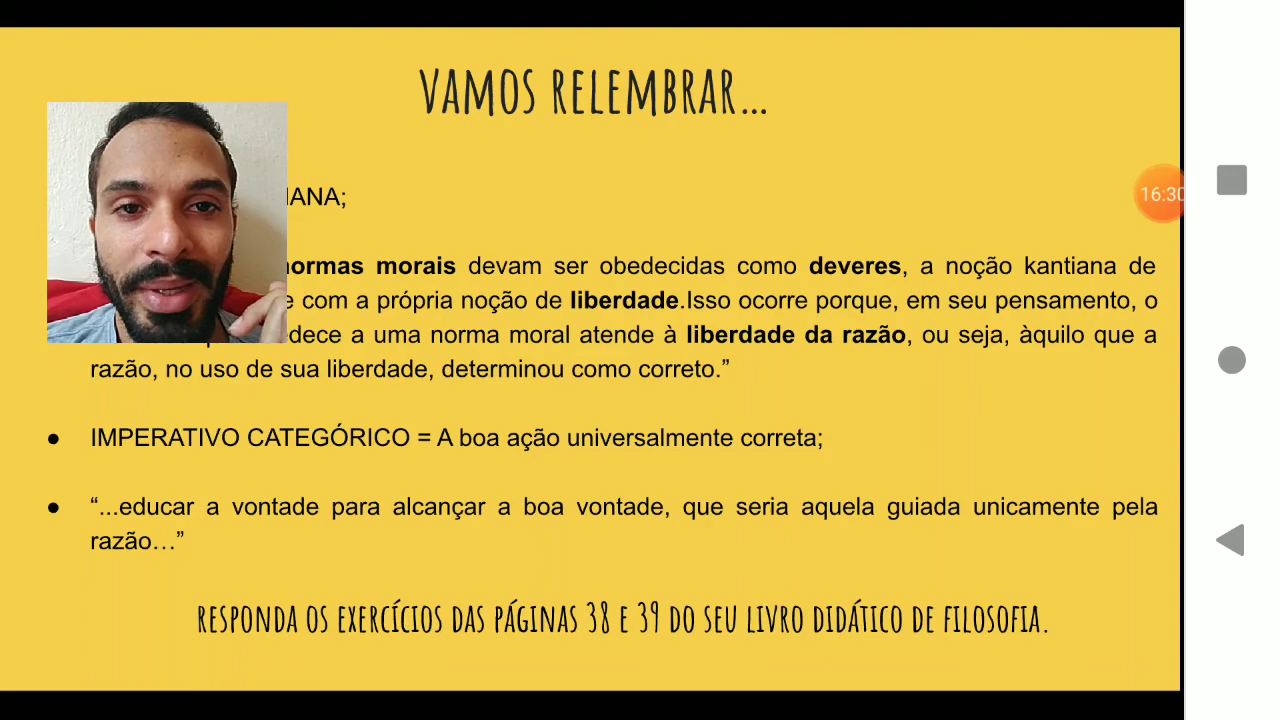 VAMOS RELEMBRAR...
IANA;
normas morais devam ser obedecidas como deveres, a noção kantiana de
com a própria noção de liberdade.Isso ocorre porque, em seu pensamento, o
a uma norma moral atende à liberdade da razão, ou seja, àquilo que a
razão, no uso de sua liberdade, determinou como correto.”
● IMPERATIVO CATEGÓRICO = A boa ação universalmente correta;
● “...educar a vontade para alcançar a boa vontade, que seria aquela guiada unicamente pela
razão...”
RESPONDA OS EXERCÍCIOS DAS PÁGINAS 38 E 39 DO SEU LIVRO DIDÁTICO DE FILOSOFIA.
16:30